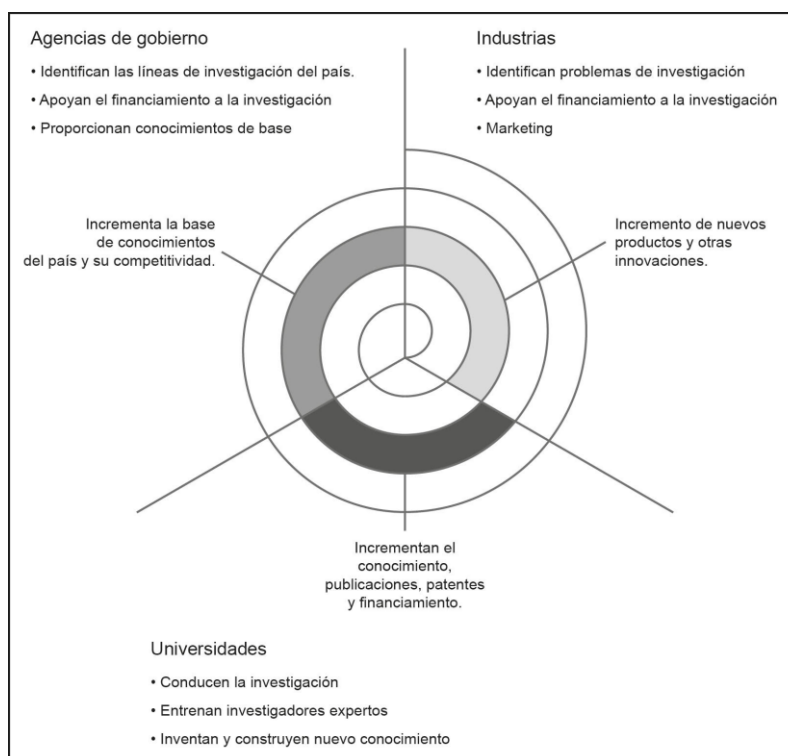 Agencias de gobierno
• Identifican las líneas de investigación del país.
• Apoyan el financiamiento a la investigación
• Proporcionan conocimientos de base
Industrias
• Identifican problemas de investigación
• Apoyan el financiamiento a la investigación
• Marketing
Incrementa la base
de conocimientos
del país y su competitividad.
Incremento de nuevos
productos y otras
innovaciones.
Incrementan el
conocimiento,
publicaciones, patentes
y financiamiento.
Universidades
• Conducen la investigación
• Entrenan investigadores expertos
• Inventan y construyen nuevo conocimiento